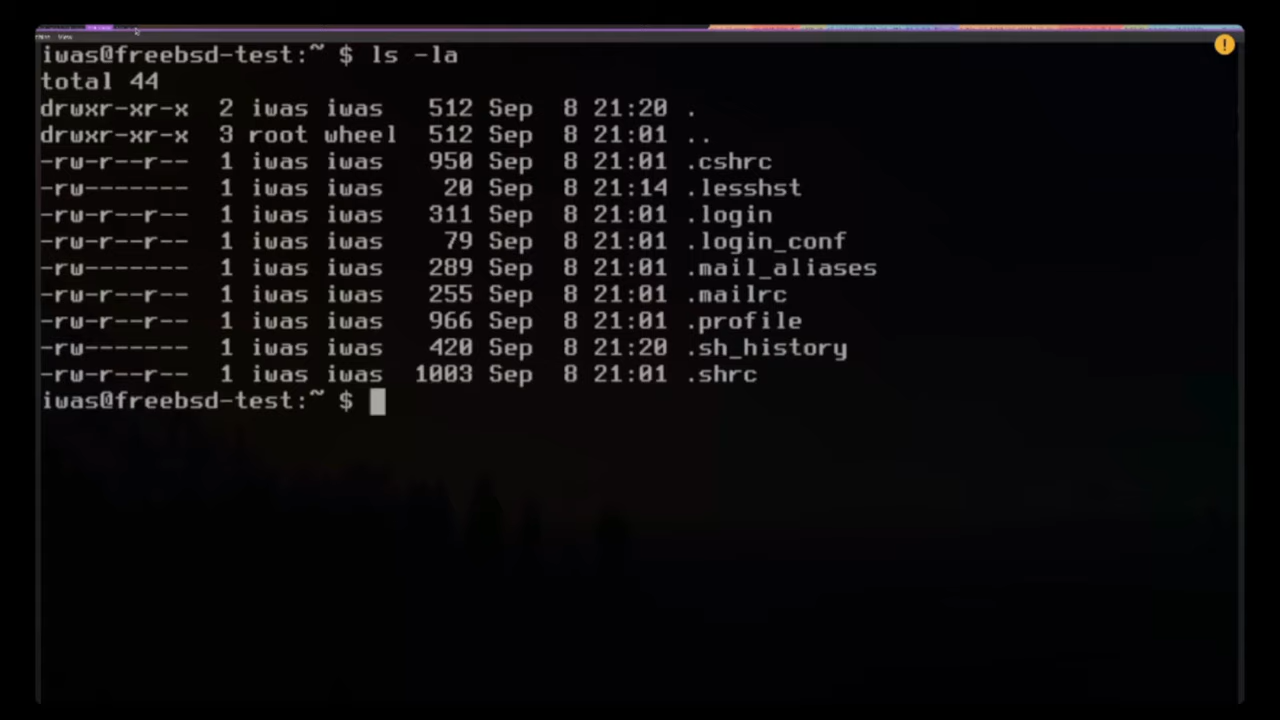 iwas@freebsd-test:~ $ ls -la
total 44
drwxr-xr-x  2 iwas iwas   512 Sep  8 21:20 .
drwxr-xr-x  3 root wheel  512 Sep  8 21:01 ..
-rw-r--r--  1 iwas iwas   950 Sep  8 21:01 .cshrc
-rw-------  1 iwas iwas    20 Sep  8 21:14 .lesshst
-rw-r--r--  1 iwas iwas   311 Sep  8 21:01 .login
-rw-r--r--  1 iwas iwas    79 Sep  8 21:01 .login_conf
-rw-------  1 iwas iwas   289 Sep  8 21:01 .mail_aliases
-rw-r--r--  1 iwas iwas   255 Sep  8 21:01 .mailrc
-rw-r--r--  1 iwas iwas   966 Sep  8 21:01 .profile
-rw-------  1 iwas iwas   420 Sep  8 21:20 .sh_history
-rw-r--r--  1 iwas iwas  1003 Sep  8 21:01 .shrc
iwas@freebsd-test:~ $